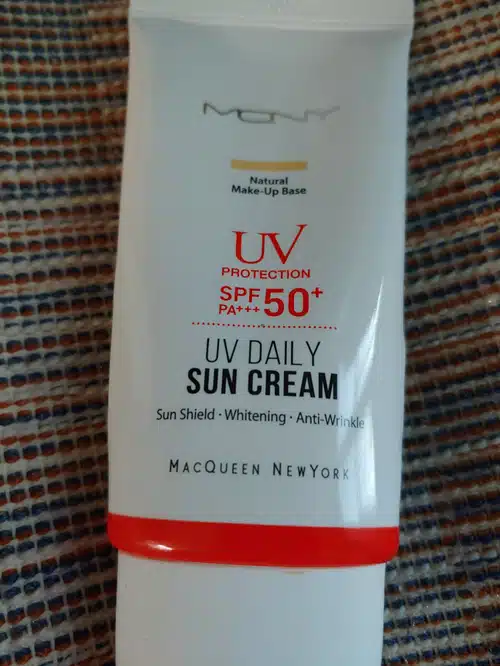 MCNY
Natural
Make-Up Base
UV
PROTECTION
SPF 50+
PA+++
UV DAILY
SUN CREAM
Sun Shield · Whitening · Anti-Wrinkle
MACQUEEN NEWYORK